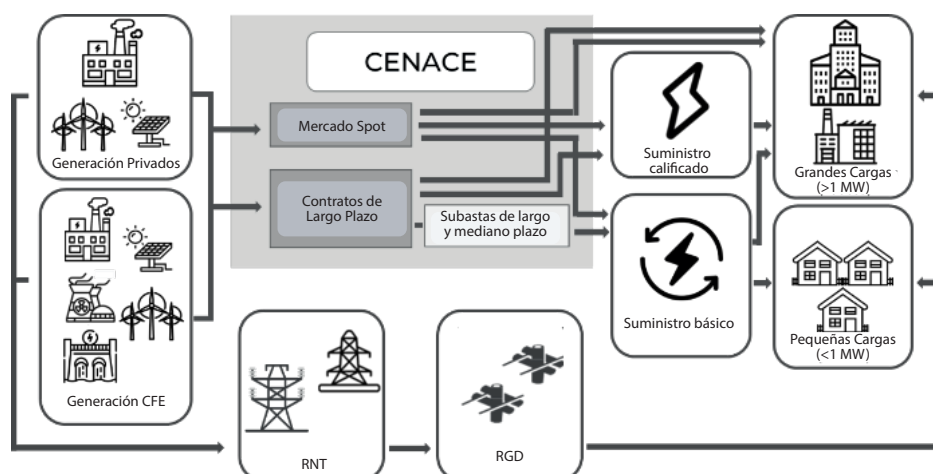 CENACE
Mercado Spot
Contratos de
Largo Plazo
Subastas de largo
y mediano plazo
Generación Privados
Generación CFE
Suministro
calificado
Suministro básico
Grandes Cargas
(>1 MW)
Pequeñas Cargas
(<1 MW)
RNT
RGD